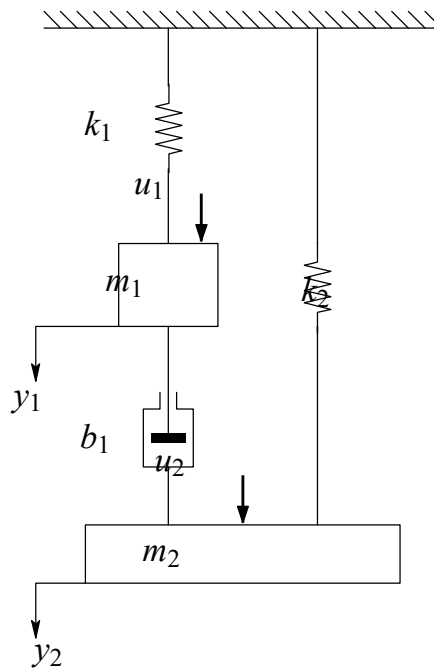 k₁
u₁
m₁
k₂
y₁
b₁
u₂
m₂
y₂